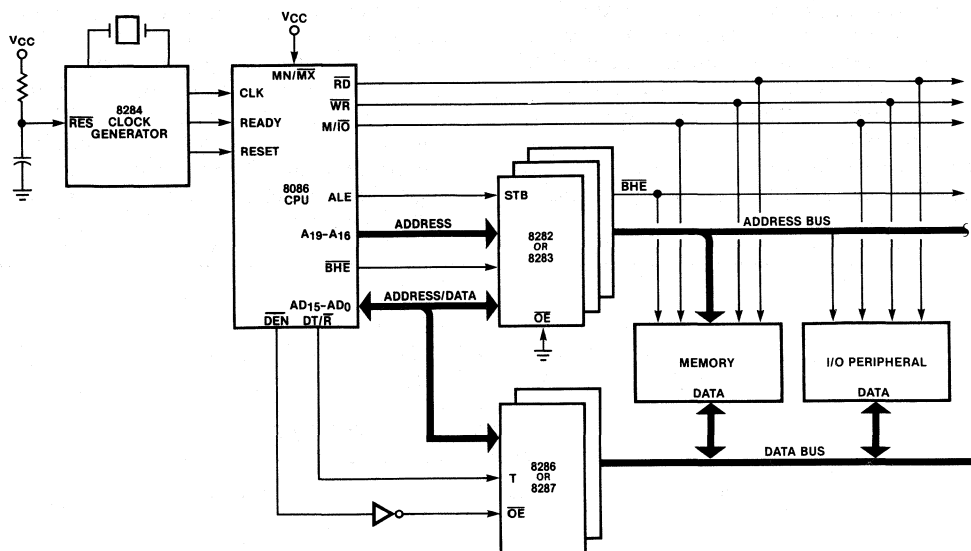 VCC
RES
8284
CLOCK
GENERATOR
VCC
MN/MX
CLK
READY
RESET
8086
CPU
RD
WR
M/IO
ALE
A19–A16
BHE
AD15–AD0
DEN DT/R
ADDRESS
ADDRESS/DATA
STB
8282
OR
8283
OE
BHE
ADDRESS BUS
MEMORY
DATA
I/O PERIPHERAL
DATA
DATA BUS
T
8286
OR
8287
OE